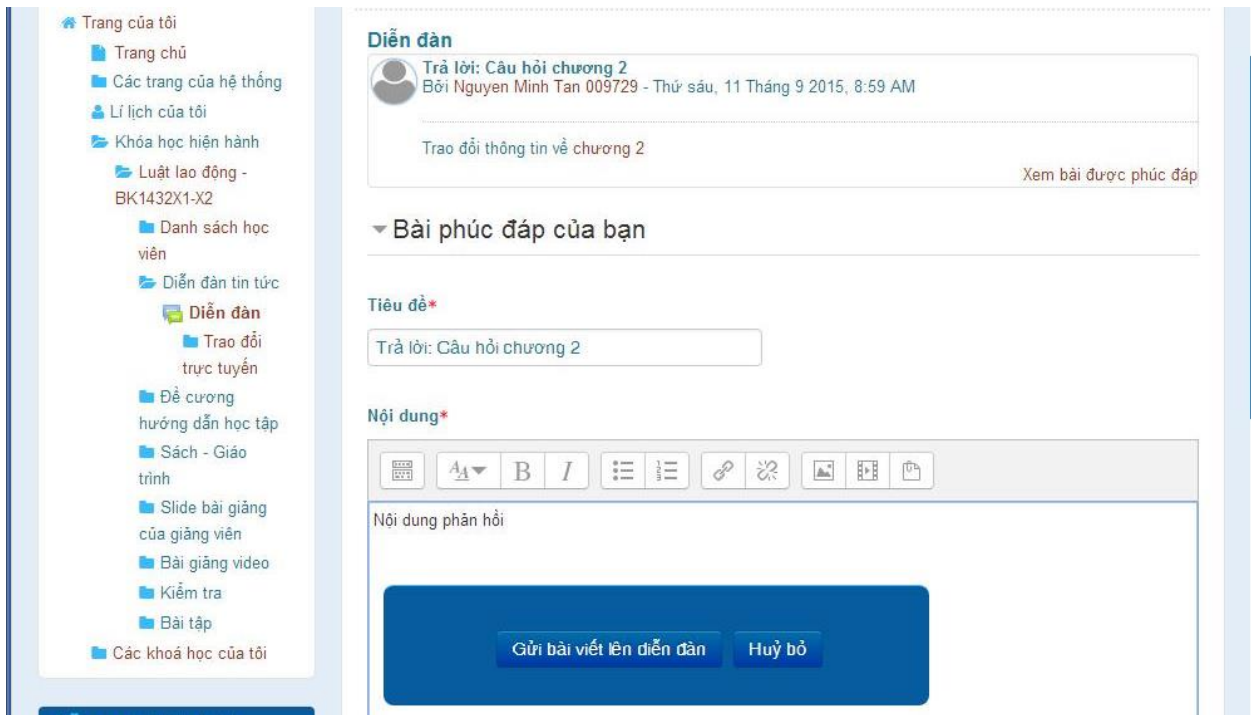 Trang của tôi
Trang chủ
Các trang của hệ thống
Lí lịch của tôi
Khóa học hiện hành
Luật lao động -
BK1432X1-X2
Danh sách học
viên
Diễn đàn tin tức
Diễn đàn
Trao đổi
trực tuyến
Đề cương
hướng dẫn học tập
Sách - Giáo
trình
Slide bài giảng
của giảng viên
Bài giảng video
Kiểm tra
Bài tập
Các khoá học của tôi
Diễn đàn
Trả lời: Câu hỏi chương 2
Bởi Nguyen Minh Tan 009729 - Thứ sáu, 11 Tháng 9 2015, 8:59 AM
Trao đổi thông tin về chương 2
Xem bài được phúc đáp
Bài phúc đáp của bạn
Tiêu đề*
Trả lời: Câu hỏi chương 2
Nội dung*
Nội dung phản hồi
Gửi bài viết lên diễn đàn Huỷ bỏ